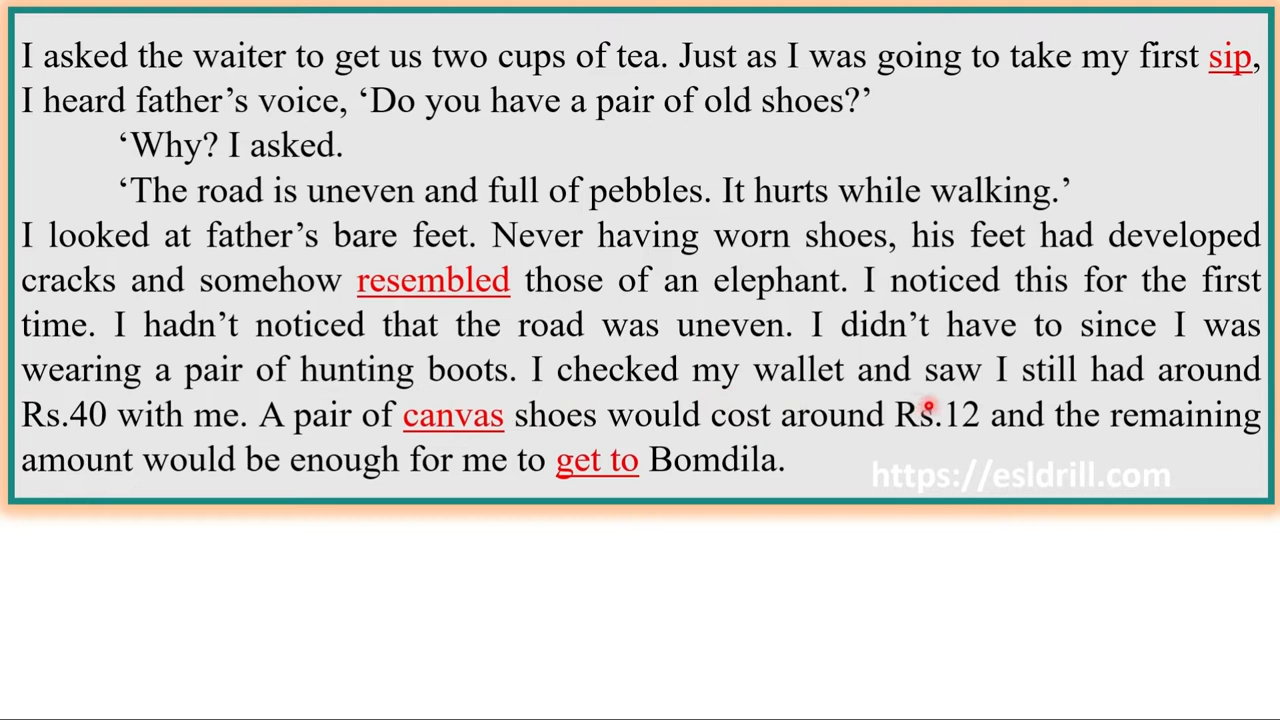 I asked the waiter to get us two cups of tea. Just as I was going to take my first sip,
I heard father’s voice, ‘Do you have a pair of old shoes?’
‘Why? I asked.
‘The road is uneven and full of pebbles. It hurts while walking.’
I looked at father’s bare feet. Never having worn shoes, his feet had developed
cracks and somehow resembled those of an elephant. I noticed this for the first
time. I hadn’t noticed that the road was uneven. I didn’t have to since I was
wearing a pair of hunting boots. I checked my wallet and saw I still had around
Rs.40 with me. A pair of canvas shoes would cost around Rs.12 and the remaining
amount would be enough for me to get to Bomdila.
https://esldrill.com